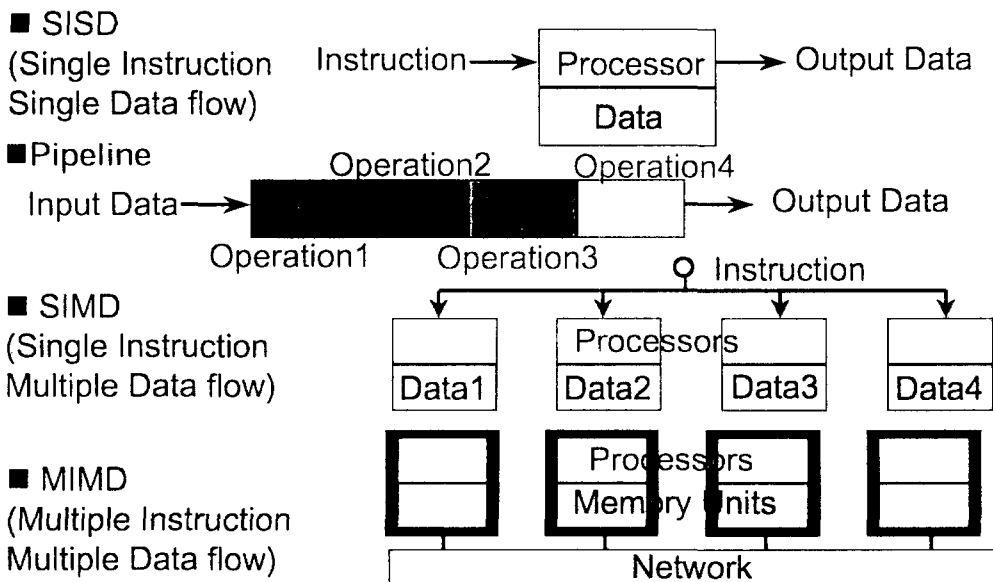 ■ SISD
(Single Instruction
Single Data flow)
Instruction
Processor
Data
Output Data
■Pipeline
Operation2
Operation4
Input Data
Output Data
Operation1
Operation3
Instruction
■ SIMD
(Single Instruction
Multiple Data flow)
Processors
Data1
Data2
Data3
Data4
■ MIMD
(Multiple Instruction
Multiple Data flow)
Processors
Memory Units
Network